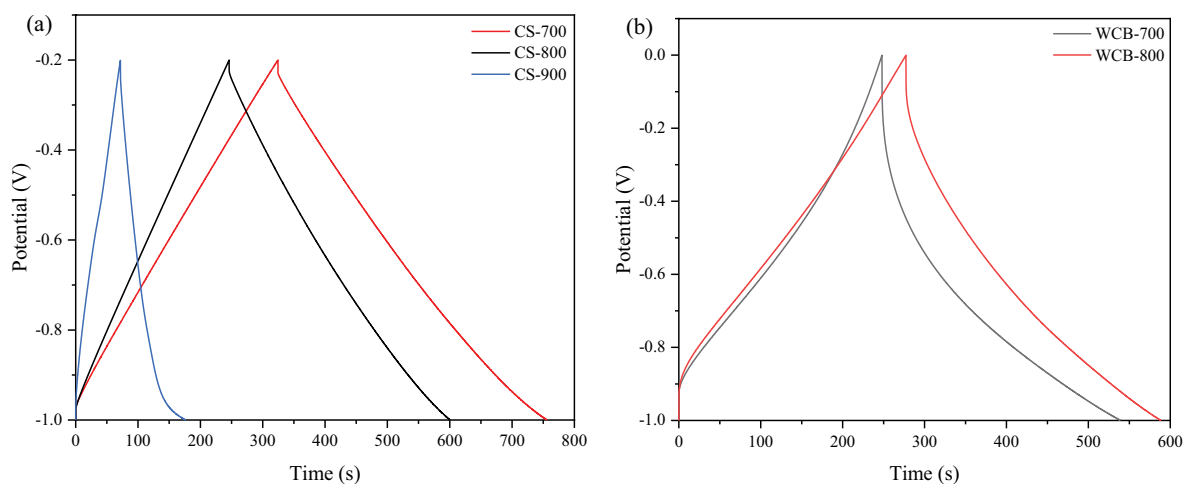 (a)
CS-700
CS-800
CS-900
-0.2
-0.4
-0.6
-0.8
-1.0
Potential (V)
0 100 200 300 400 500 600 700 800
Time (s)
(b)
WCB-700
WCB-800
0.0
-0.2
-0.4
-0.6
-0.8
-1.0
Potential (V)
0 100 200 300 400 500 600
Time (s)